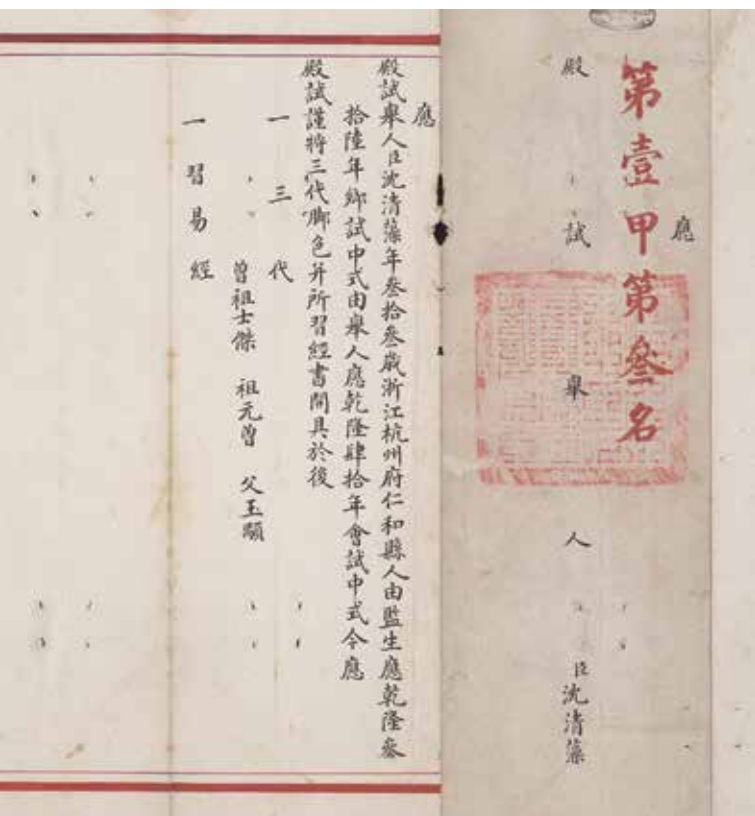 第壹甲第叁名
應
殿試舉人臣沈清藻
應
殿試舉人臣沈清藻年叁拾叁歲浙江杭州府仁和縣人由監生應乾隆叁
拾陸年鄉試中式由舉人應乾隆肆拾年會試中式今應
殿試謹將三代腳色并所習經書開具於後
一三代
曾祖士傑 祖元曾 父玉顯
一習易經